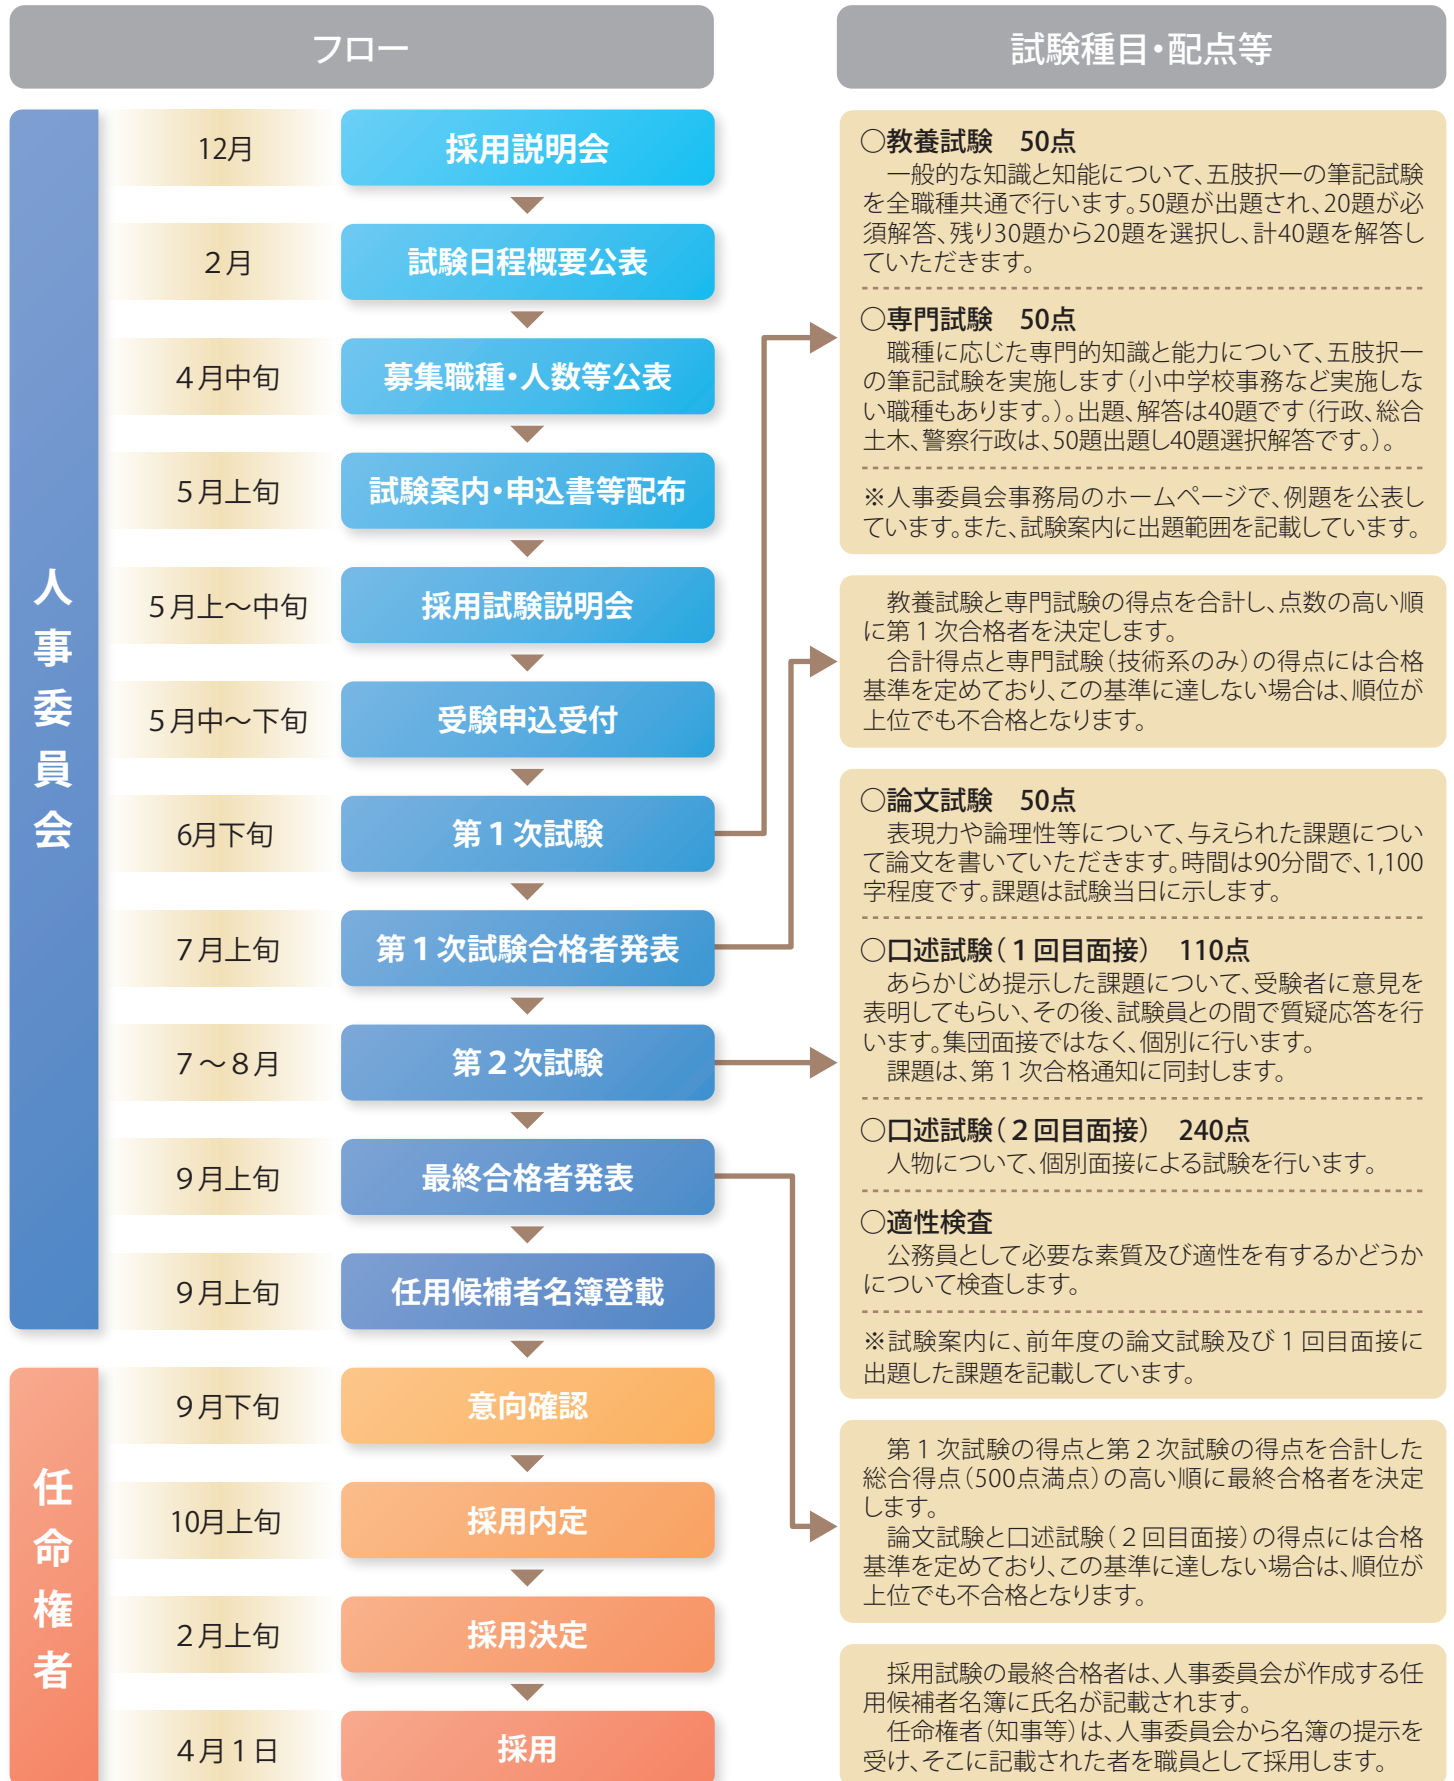 フロー
試験種目・配点等
人事委員会
12月
採用説明会
２月
試験日程概要公表
４月中旬
募集職種・人数等公表
５月上旬
試験案内・申込書等配布
５月上〜中旬
採用試験説明会
５月中〜下旬
受験申込受付
6月下旬
第１次試験
７月上旬
第１次試験合格者発表
７〜８月
第２次試験
９月上旬
最終合格者発表
９月上旬
任用候補者名簿登載
任命権者
９月下旬
意向確認
10月上旬
採用内定
２月上旬
採用決定
４月１日
採用
○教養試験　50点
一般的な知識と知能について、五肢択一の筆記試験
を全職種共通で行います。50題が出題され、20題が必
須解答、残り30題から20題を選択し、計40題を解答し
ていただきます。
○専門試験　50点
職種に応じた専門的知識と能力について、五肢択一
の筆記試験を実施します（小中学校事務など実施しな
い職種もあります。）。出題、解答は40題です（行政、総合
土木、警察行政は、50題出題し40題選択解答です。）。
※人事委員会事務局のホームページで、例題を公表し
ています。また、試験案内に出題範囲を記載しています。
教養試験と専門試験の得点を合計し、点数の高い順
に第１次合格者を決定します。
合計得点と専門試験（技術系のみ）の得点には合格
基準を定めており、この基準に達しない場合は、順位が
上位でも不合格となります。
○論文試験　50点
表現力や論理性等について、与えられた課題につい
て論文を書いていただきます。時間は90分間で、1,100
字程度です。課題は試験当日に示します。
○口述試験（１回目面接）　110点
あらかじめ提示した課題について、受験者に意見を
表明してもらい、その後、試験員との間で質疑応答を行
います。集団面接ではなく、個別に行います。
課題は、第１次合格通知に同封します。
○口述試験（２回目面接）　240点
人物について、個別面接による試験を行います。
○適性検査
公務員として必要な素質及び適性を有するかどうか
について検査します。
※試験案内に、前年度の論文試験及び１回目面接に
出題した課題を記載しています。
第１次試験の得点と第２次試験の得点を合計した
総合得点（500点満点）の高い順に最終合格者を決定
します。
論文試験と口述試験（２回目面接）の得点には合格
基準を定めており、この基準に達しない場合は、順位が
上位でも不合格となります。
採用試験の最終合格者は、人事委員会が作成する任
用候補者名簿に氏名が記載されます。
任命権者（知事等）は、人事委員会から名簿の提示を
受け、そこに記載された者を職員として採用します。